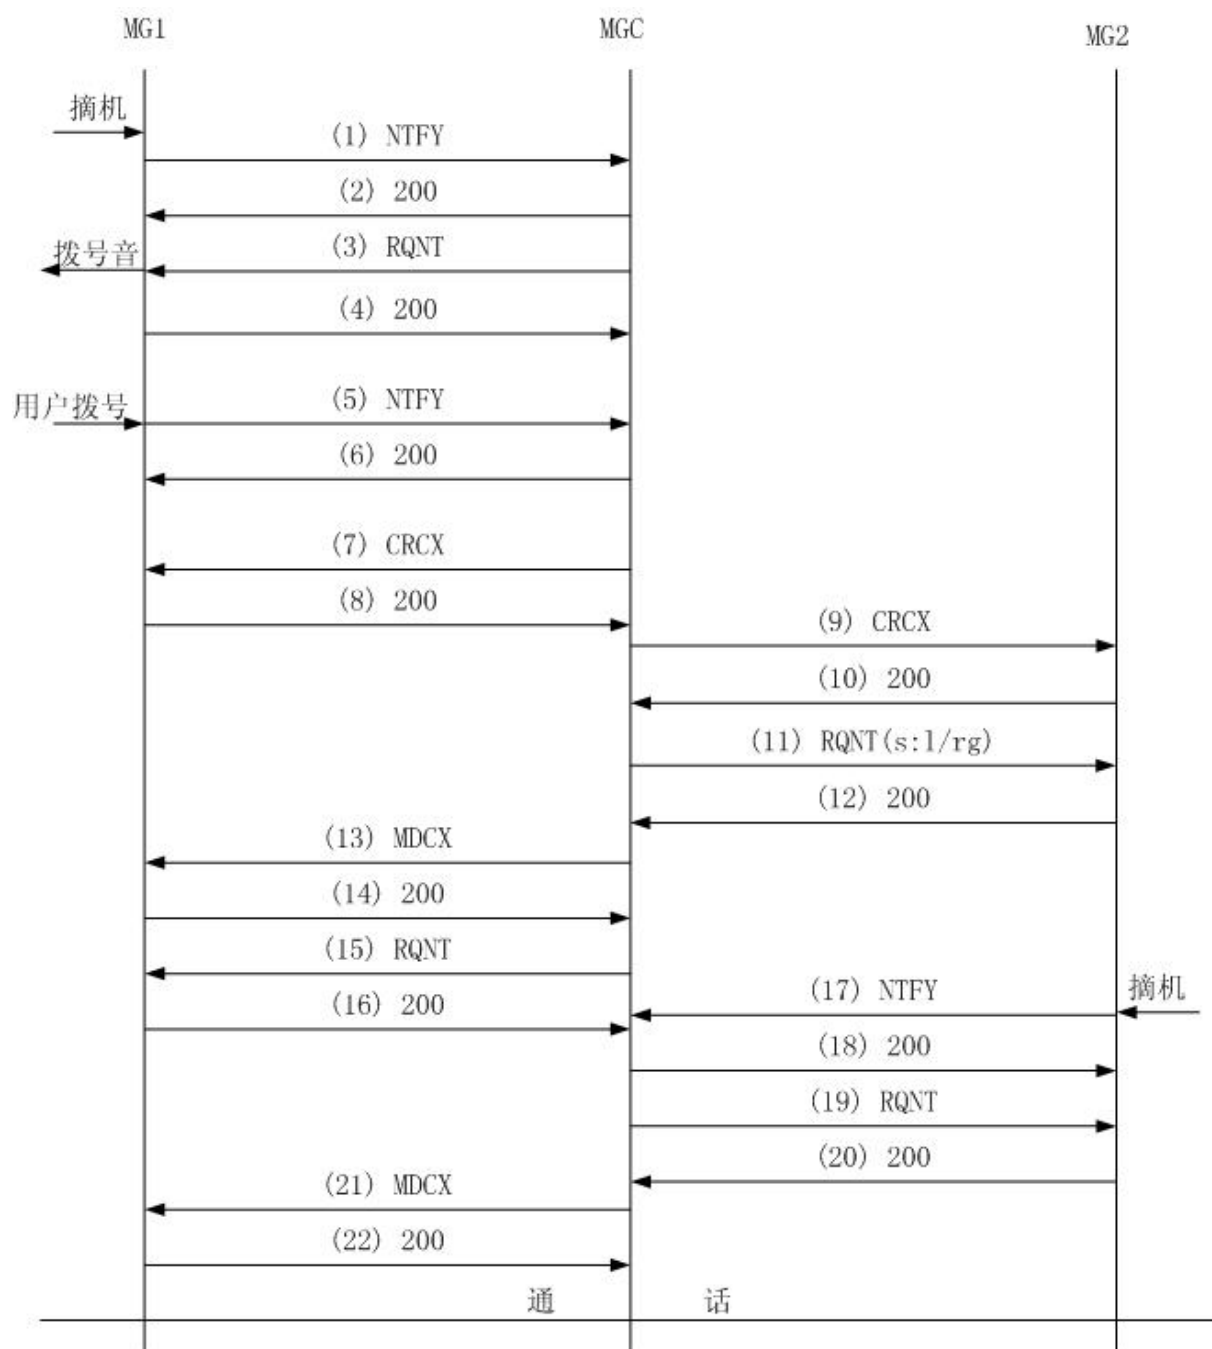 MG1 MGC MG2
摘机
(1) NTFY
(2) 200
拨号音
(3) RQNT
(4) 200
用户拨号
(5) NTFY
(6) 200
(7) CRCX
(8) 200
(9) CRCX
(10) 200
(11) RQNT(s:l/rg)
(12) 200
(13) MDCX
(14) 200
(15) RQNT
(16) 200
(17) NTFY
摘机
(18) 200
(19) RQNT
(20) 200
(21) MDCX
(22) 200
通 话